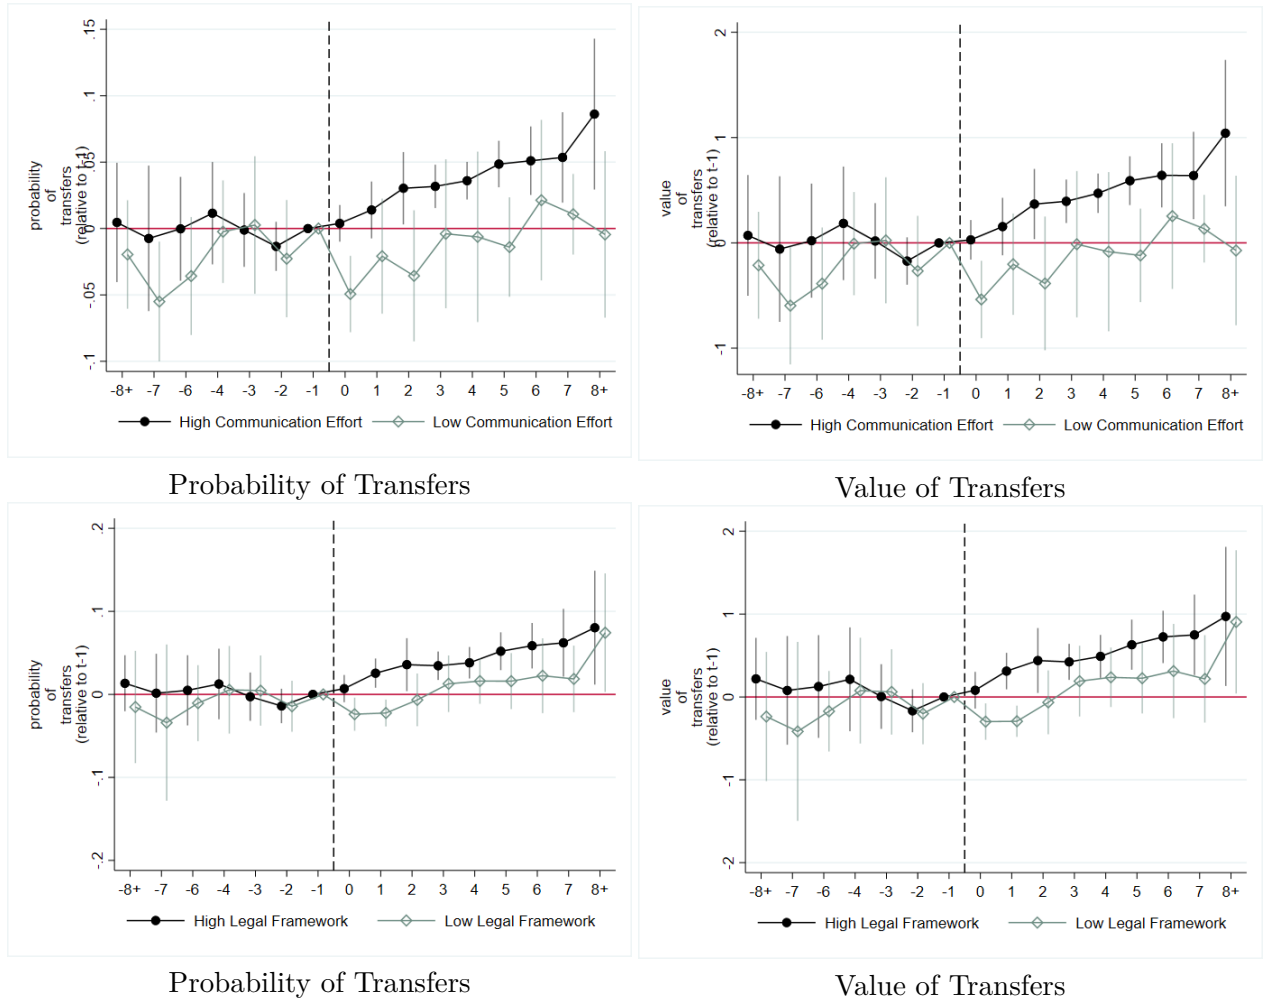 .15
.1
.05
0
-.05
-.1
probability
of
transfers
(relative to t-1)
-8+ -7 -6 -4 -3 -2 -1 0 1 2 3 4 5 6 7 8+
High Communication Effort Low Communication Effort
Probability of Transfers
2
1
0
-1
value
of
transfers
(relative to t-1)
-8+ -7 -6 -4 -3 -2 -1 0 1 2 3 4 5 6 7 8+
High Communication Effort Low Communication Effort
Value of Transfers
.2
.1
0
-.1
-.2
probability
of
transfers
(relative to t-1)
-8+ -7 -6 -4 -3 -2 -1 0 1 2 3 4 5 6 7 8+
High Legal Framework Low Legal Framework
Probability of Transfers
2
1
0
-1
-2
value
of
transfers
(relative to t-1)
-8+ -7 -6 -4 -3 -2 -1 0 1 2 3 4 5 6 7 8+
High Legal Framework Low Legal Framework
Value of Transfers